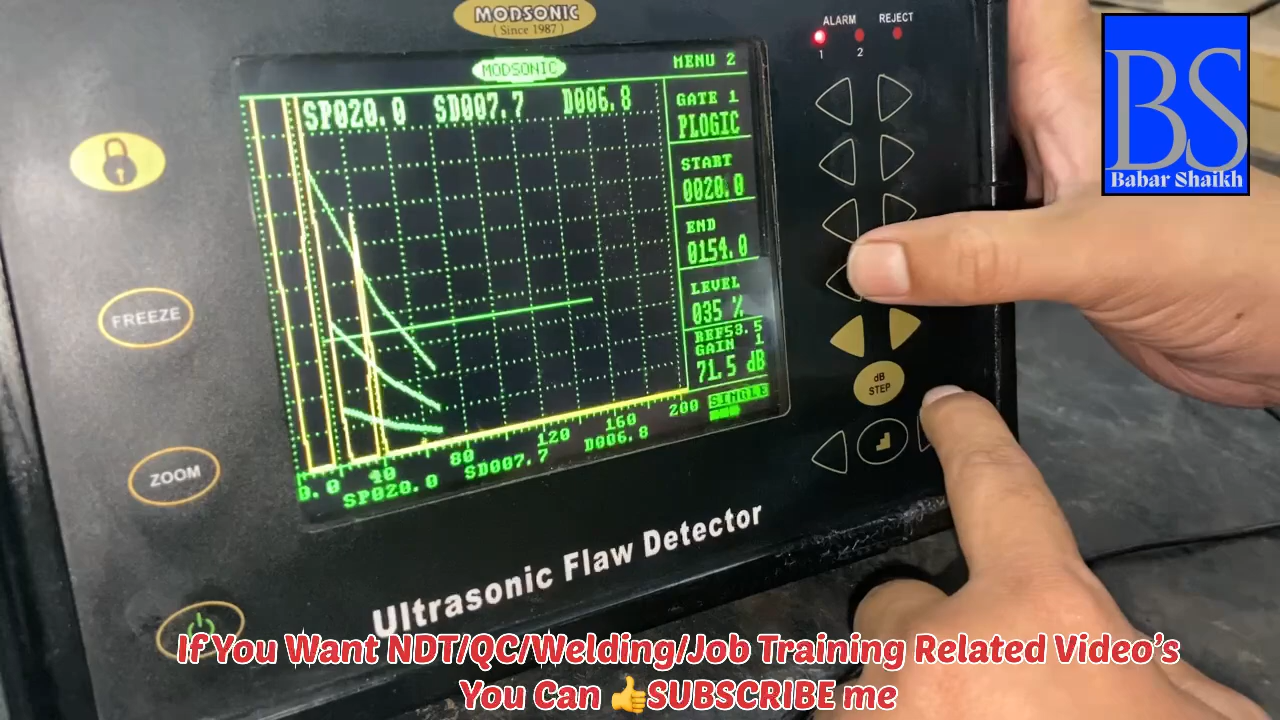 MODSONIC
(Since 1987)
ALARM
REJECT
1
2
MODSONIC
MENU 2
SP020.0 SD007.7 D006.8
GATE 1
PLOGIC
START
0020.0
END
0154.0
LEVEL
035 %
REF53.5
GAIN 1
71.5 dB
SINGLE
0.0 40 80 120 160 200
SP020.0 SD007.7 D006.8
FREEZE
ZOOM
dB
STEP
Ultrasonic Flaw Detector
BS
Babar Shaikh
If You Want NDT/QC/Welding/Job Training Related Video's
You Can 👍SUBSCRIBE me